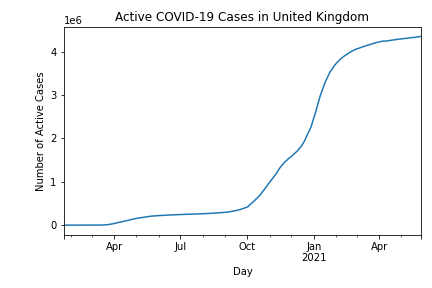 Active COVID-19 Cases in United Kingdom
1e6
4
3
2
1
0
Number of Active Cases
Apr Jul Oct Jan Apr
2021
Day